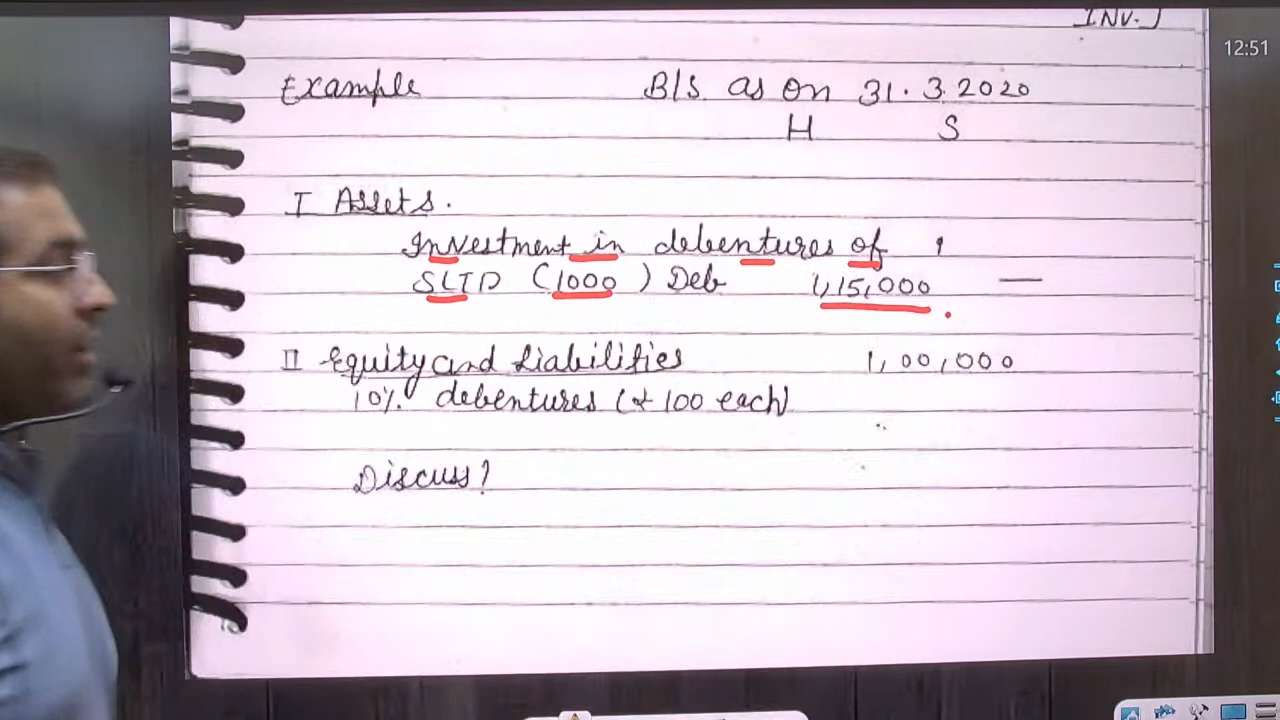 INV.]
12:51
Example B/S as on 31.3.2020
H S
I Assets.
Investment in debentures of
SLTD (1000) Deb 1,15,000 —
II Equity and Liabilities 1,00,000
10% debentures (₹ 100 each)
Discuss?